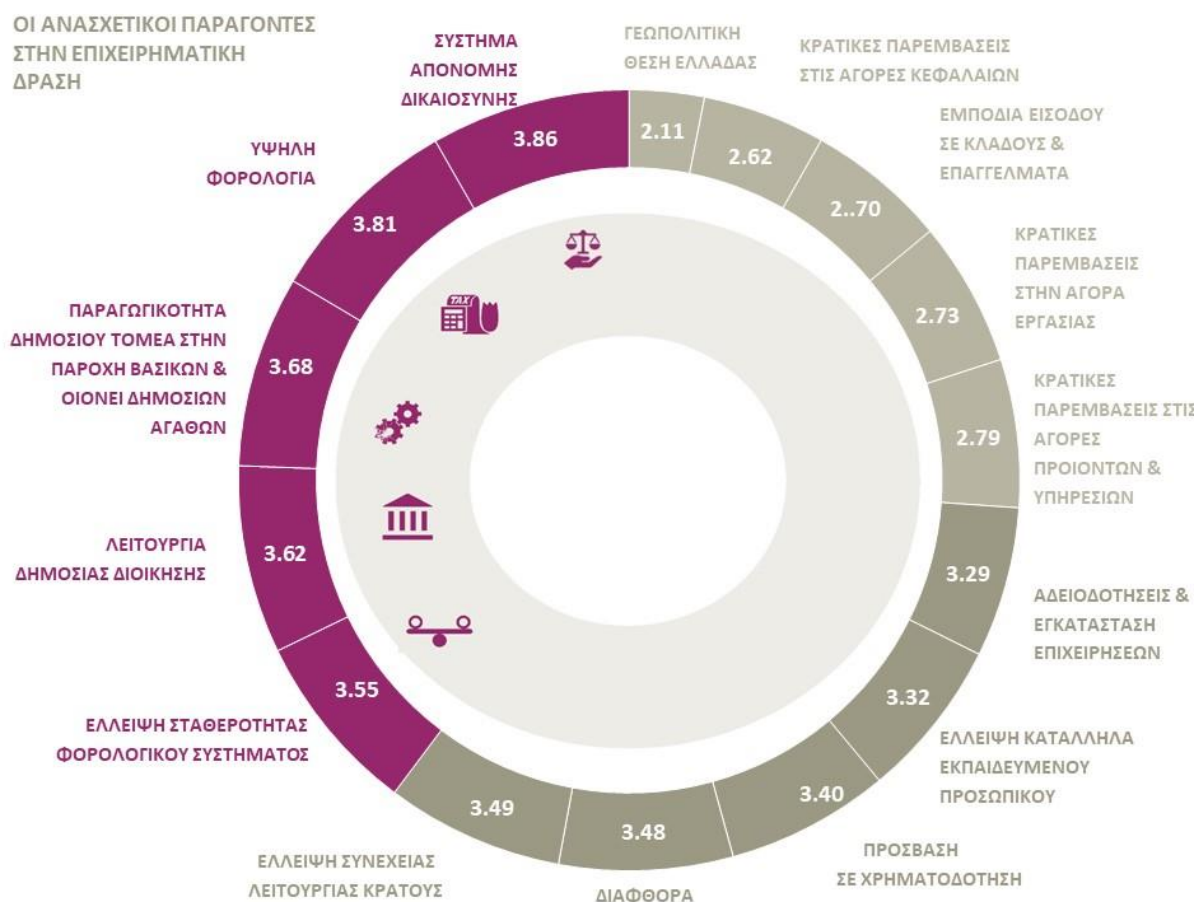 ΟΙ ΑΝΑΣΧΕΤΙΚΟΙ ΠΑΡΑΓΟΝΤΕΣ
ΣΤΗΝ ΕΠΙΧΕΙΡΗΜΑΤΙΚΗ
ΔΡΑΣΗ
ΓΕΩΠΟΛΙΤΙΚΗ
ΘΕΣΗ ΕΛΛΑΔΑΣ
2.11
ΚΡΑΤΙΚΕΣ ΠΑΡΕΜΒΑΣΕΙΣ
ΣΤΙΣ ΑΓΟΡΕΣ ΚΕΦΑΛΑΙΩΝ
2.62
ΕΜΠΟΔΙΑ ΕΙΣΟΔΟΥ
ΣΕ ΚΛΑΔΟΥΣ &
ΕΠΑΓΓΕΛΜΑΤΑ
2..70
ΚΡΑΤΙΚΕΣ
ΠΑΡΕΜΒΑΣΕΙΣ
ΣΤΗΝ ΑΓΟΡΑ
ΕΡΓΑΣΙΑΣ
2.73
ΚΡΑΤΙΚΕΣ
ΠΑΡΕΜΒΑΣΕΙΣ ΣΤΙΣ
ΑΓΟΡΕΣ
ΠΡΟΙΟΝΤΩΝ &
ΥΠΗΡΕΣΙΩΝ
2.79
3.29
ΑΔΕΙΟΔΟΤΗΣΕΙΣ &
ΕΓΚΑΤΑΣΤΑΣΗ
ΕΠΙΧΕΙΡΗΣΕΩΝ
3.32
ΕΛΛΕΙΨΗ ΚΑΤΑΛΛΗΛΑ
ΕΚΠΑΙΔΕΥΜΕΝΟΥ
ΠΡΟΣΩΠΙΚΟΥ
3.40
ΠΡΟΣΒΑΣΗ
ΣΕ ΧΡΗΜΑΤΟΔΟΤΗΣΗ
3.48
ΔΙΑΦΘΟΡΑ
3.49
ΕΛΛΕΙΨΗ ΣΥΝΕΧΕΙΑΣ
ΛΕΙΤΟΥΡΓΙΑΣ ΚΡΑΤΟΥΣ
3.55
ΕΛΛΕΙΨΗ ΣΤΑΘΕΡΟΤΗΤΑΣ
ΦΟΡΟΛΟΓΙΚΟΥ ΣΥΣΤΗΜΑΤΟΣ
3.62
ΛΕΙΤΟΥΡΓΙΑ
ΔΗΜΟΣΙΑΣ ΔΙΟΙΚΗΣΗΣ
3.68
ΠΑΡΑΓΩΓΙΚΟΤΗΤΑ
ΔΗΜΟΣΙΟΥ ΤΟΜΕΑ ΣΤΗΝ
ΠΑΡΟΧΗ ΒΑΣΙΚΩΝ &
ΟΙΟΝΕΙ ΔΗΜΟΣΙΩΝ
ΑΓΑΘΩΝ
3.81
ΥΨΗΛΗ
ΦΟΡΟΛΟΓΙΑ
3.86
ΣΥΣΤΗΜΑ
ΑΠΟΝΟΜΗΣ
ΔΙΚΑΙΟΣΥΝΗΣ
TAX